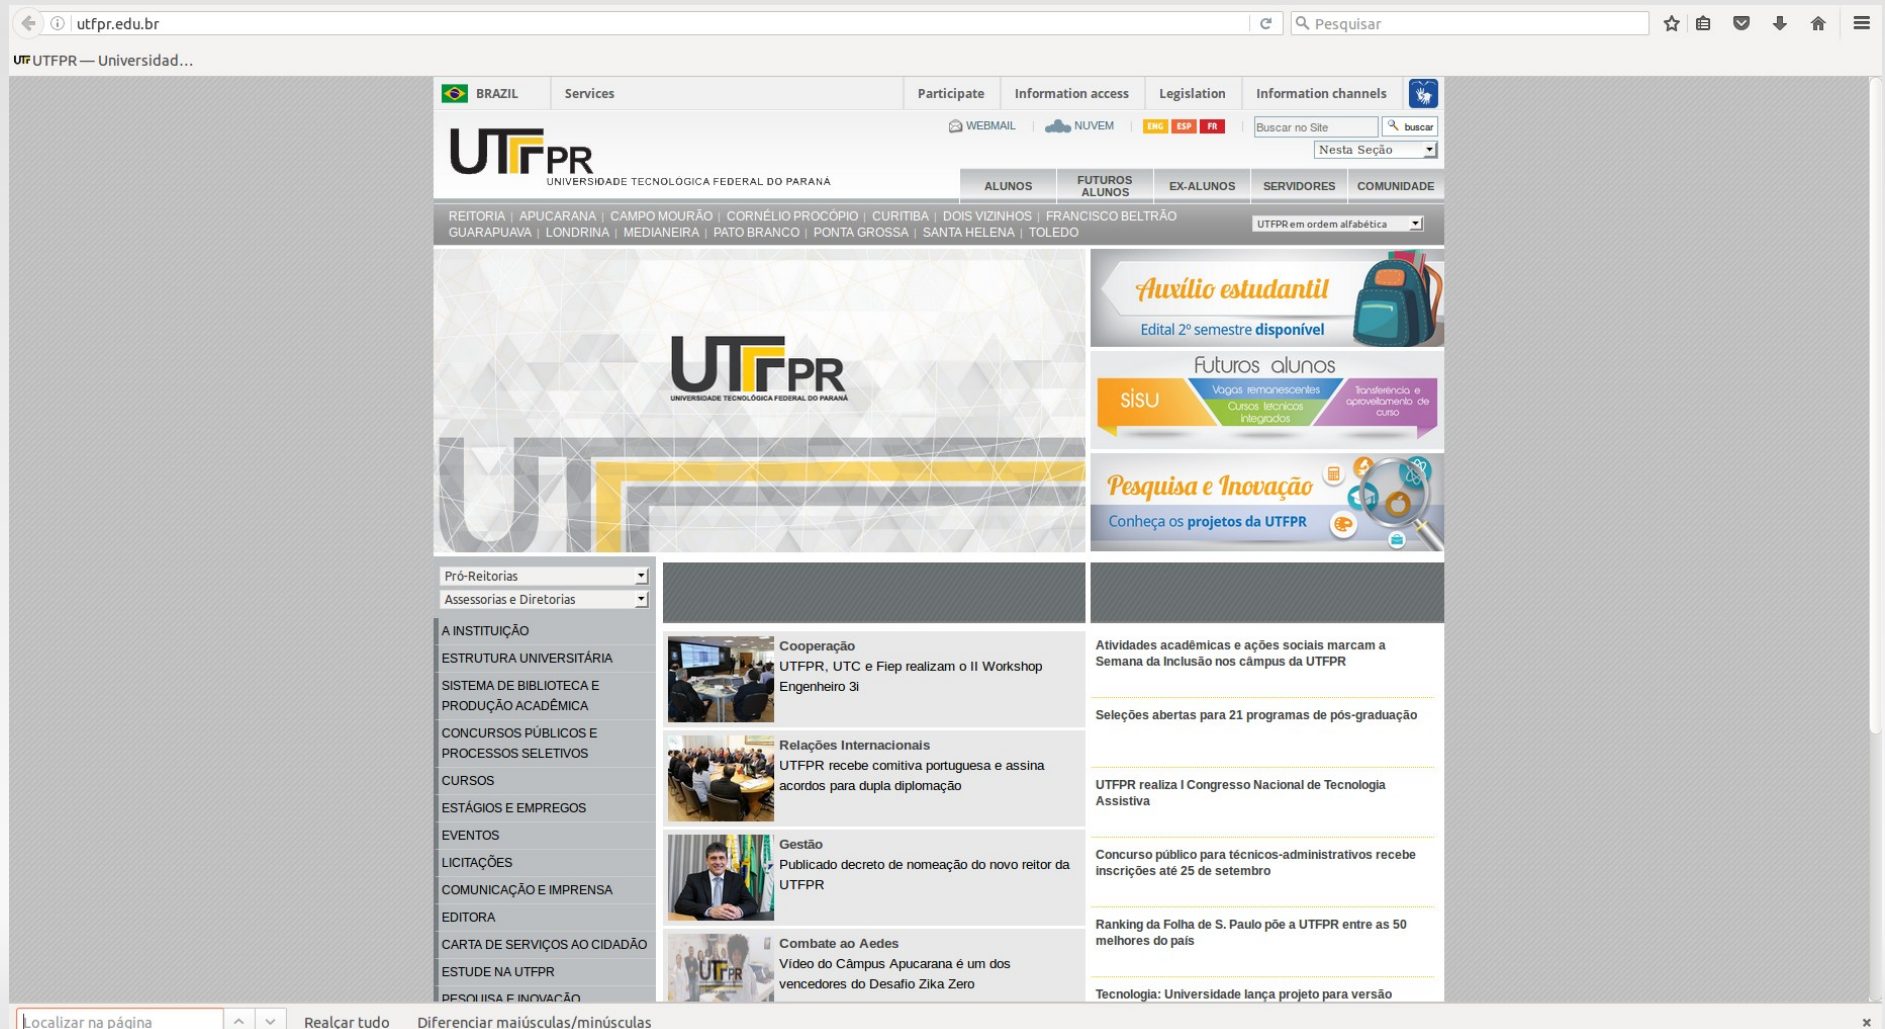 utfpr.edu.br
Pesquisar
UTFPR — Universidad...
BRAZIL
Services
Participate
Information access
Legislation
Information channels
WEBMAIL
NUVEM
ENG
ESP
FR
Buscar no Site
buscar
Nesta Seção
UTFPR
UNIVERSIDADE TECNOLÓGICA FEDERAL DO PARANÁ
ALUNOS
FUTUROS
ALUNOS
EX-ALUNOS
SERVIDORES
COMUNIDADE
REITORIA | APUCARANA | CAMPO MOURÃO | CORNÉLIO PROCÓPIO | CURITIBA | DOIS VIZINHOS | FRANCISCO BELTRÃO
GUARAPUAVA | LONDRINA | MEDIANEIRA | PATO BRANCO | PONTA GROSSA | SANTA HELENA | TOLEDO
UTFPR em ordem alfabética
UTFPR
UNIVERSIDADE TECNOLÓGICA FEDERAL DO PARANÁ
Auxílio estudantil
Edital 2º semestre disponível
Futuros alunos
SISU
Vagas remanescentes
Cursos técnicos
Integrados
Transferência e
aproveitamento de
curso
Pesquisa e Inovação
Conheça os projetos da UTFPR
Pró-Reitorias
Assessorias e Diretorias
A INSTITUIÇÃO
ESTRUTURA UNIVERSITÁRIA
SISTEMA DE BIBLIOTECA E
PRODUÇÃO ACADÊMICA
CONCURSOS PÚBLICOS E
PROCESSOS SELETIVOS
CURSOS
ESTÁGIOS E EMPREGOS
EVENTOS
LICITAÇÕES
COMUNICAÇÃO E IMPRENSA
EDITORA
CARTA DE SERVIÇOS AO CIDADÃO
ESTUDE NA UTFPR
PESQUISA E INOVAÇÃO
Cooperação
UTFPR, UTC e Fiep realizam o II Workshop
Engenheiro 3i
Relações Internacionais
UTFPR recebe comitiva portuguesa e assina
acordos para dupla diplomação
Gestão
Publicado decreto de nomeação do novo reitor da
UTFPR
UTFPR
Combate ao Aedes
Vídeo do Câmpus Apucarana é um dos
vencedores do Desafio Zika Zero
Atividades acadêmicas e ações sociais marcam a
Semana da Inclusão nos câmpus da UTFPR
Seleções abertas para 21 programas de pós-graduação
UTFPR realiza I Congresso Nacional de Tecnologia
Assistiva
Concurso público para técnicos-administrativos recebe
inscrições até 25 de setembro
Ranking da Folha de S. Paulo põe a UTFPR entre as 50
melhores do país
Tecnologia: Universidade lança projeto para versão
Localizar na página
Realçar tudo
Diferenciar maiúsculas/minúsculas